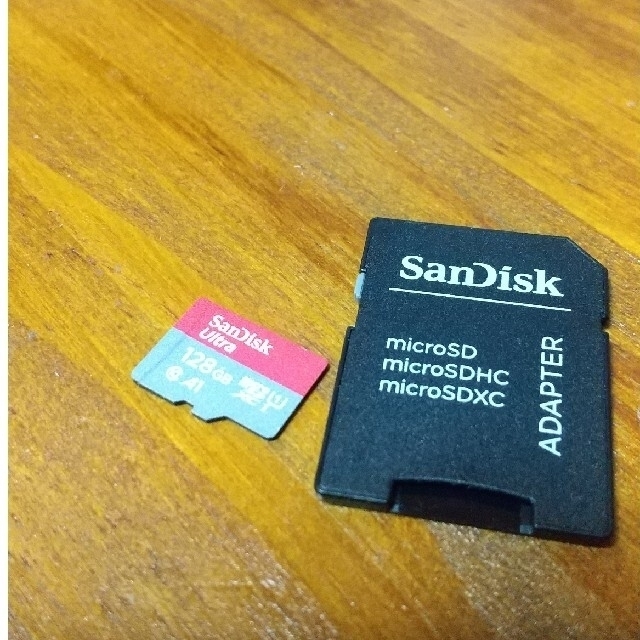 SanDisk
Ultra
128GB
A1
SanDisk
microSD
microSDHC
microSDXC
ADAPTER